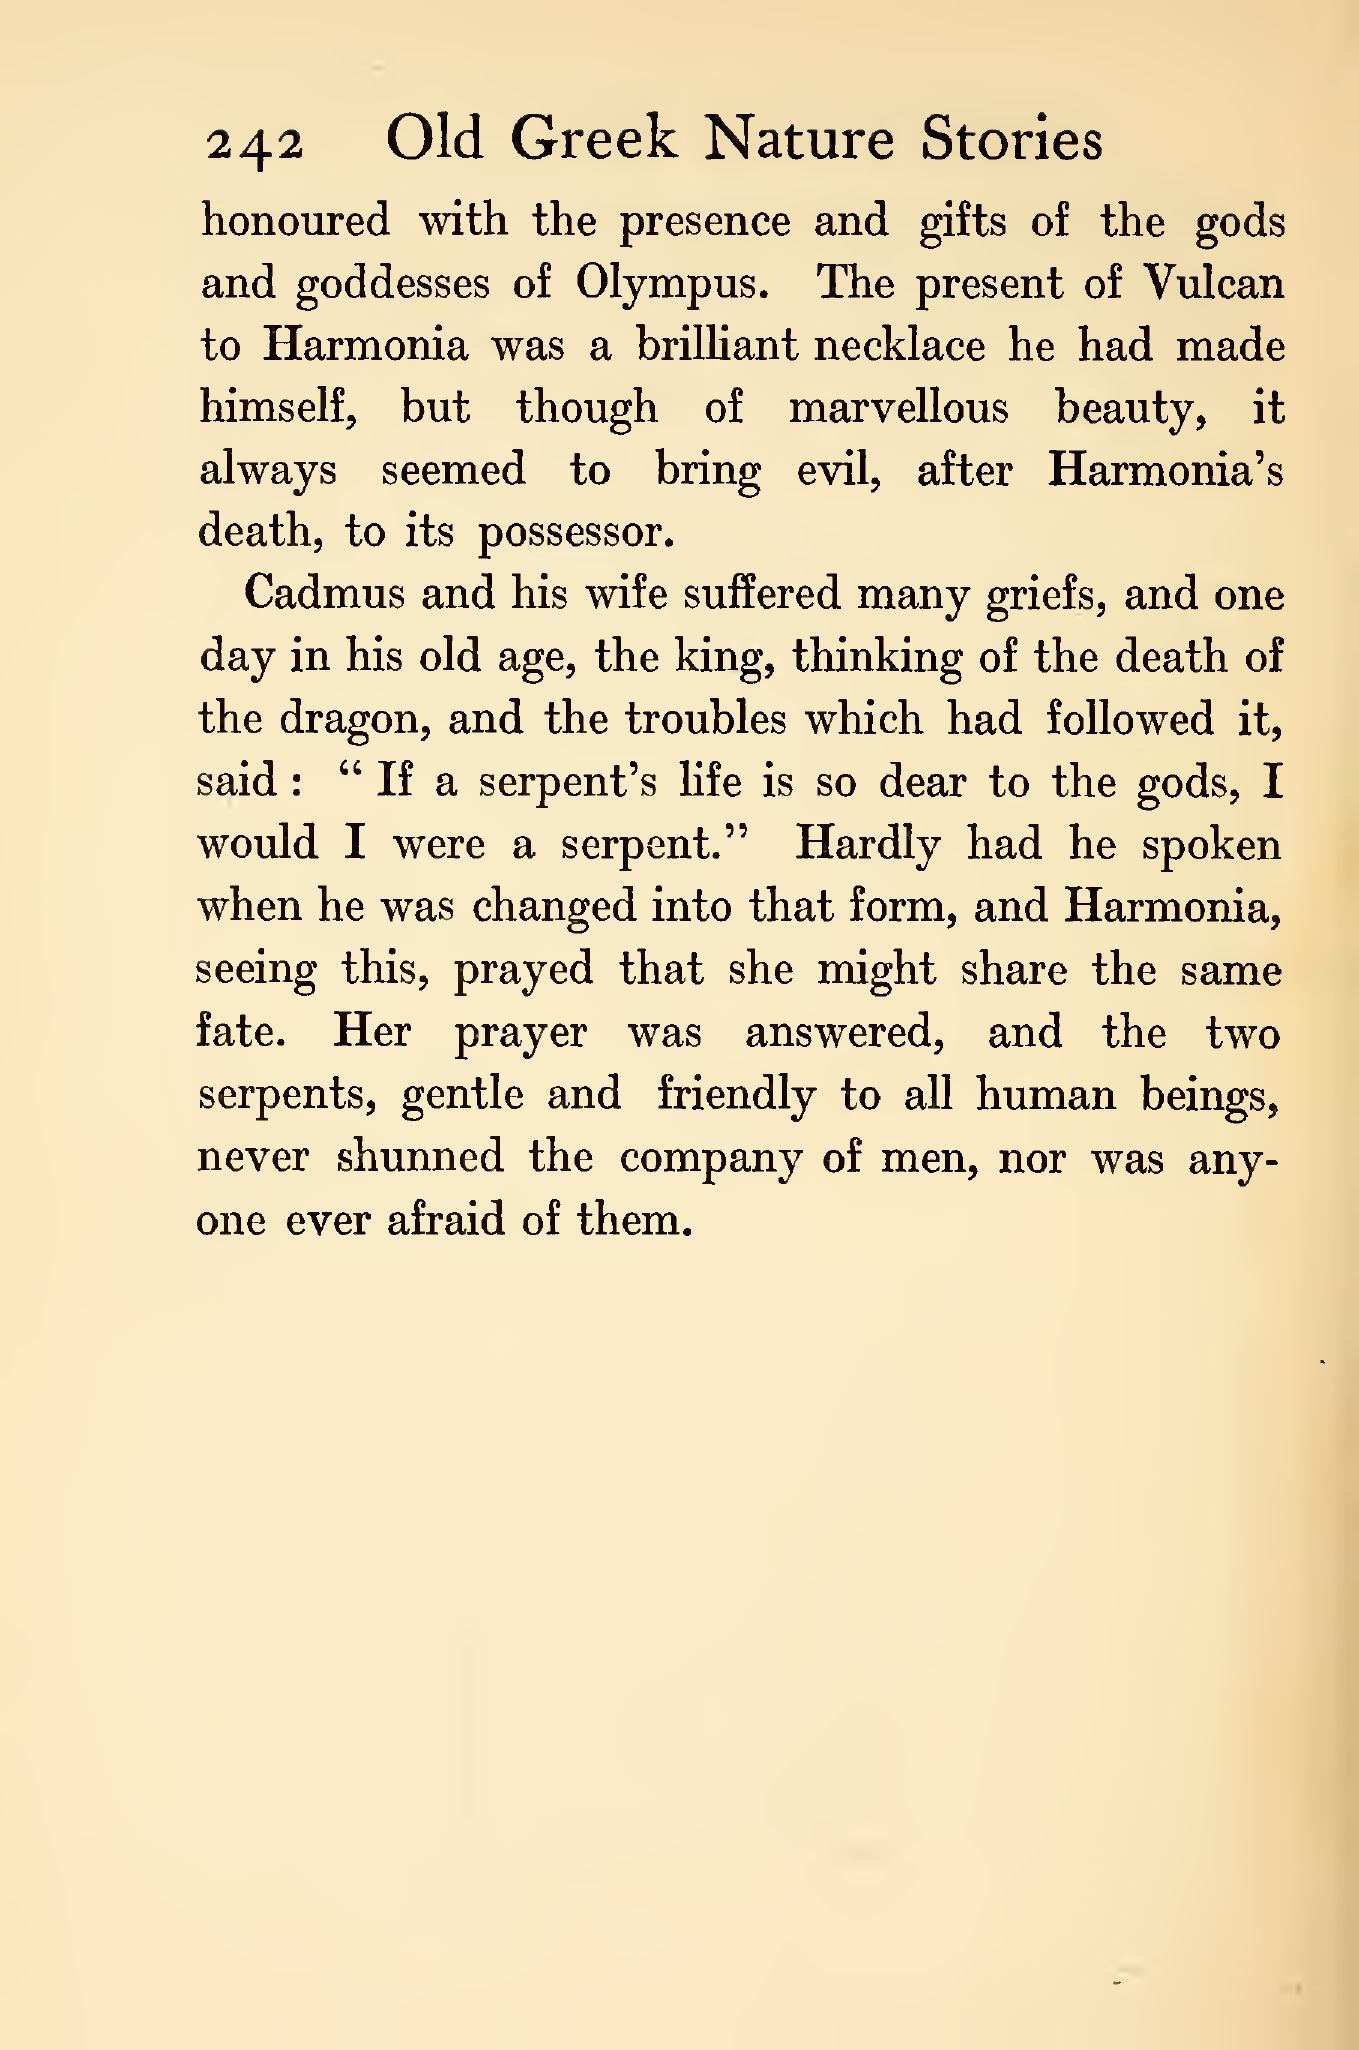 242 Old Greek Nature Stories
honoured with the presence and gifts of the gods
and goddesses of Olympus. The present of Vulcan
to Harmonia was a brilliant necklace he had made
himself, but though of marvellous beauty, it
always seemed to bring evil, after Harmonia’s
death, to its possessor.
Cadmus and his wife suffered many griefs, and one
day in his old age, the king, thinking of the death of
the dragon, and the troubles which had followed it,
said : “ If a serpent’s life is so dear to the gods, I
would I were a serpent.” Hardly had he spoken
when he was changed into that form, and Harmonia,
seeing this, prayed that she might share the same
fate. Her prayer was answered, and the two
serpents, gentle and friendly to all human beings,
never shunned the company of men, nor was any-
one ever afraid of them.